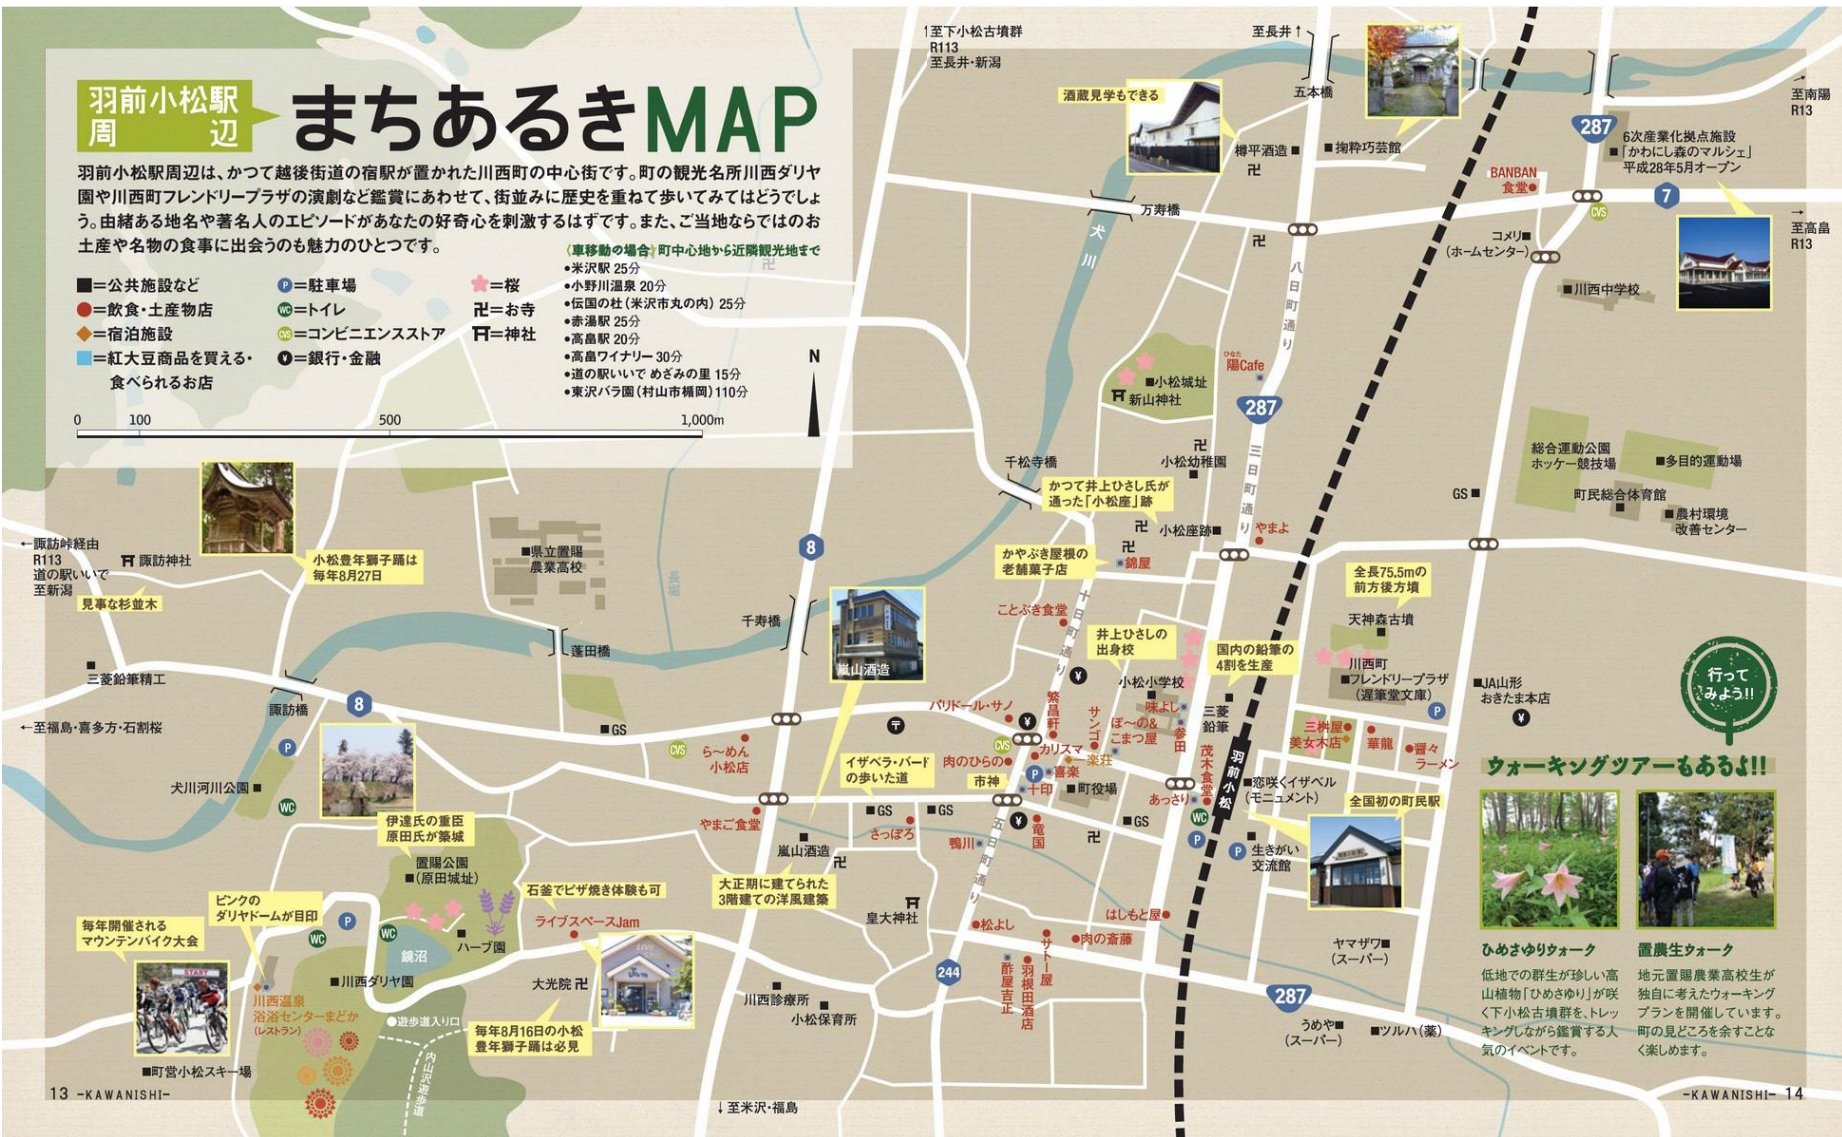 羽前小松駅
周辺
まちあるきMAP
羽前小松駅周辺は、かつて越後街道の宿駅が置かれた川西町の中心街です。町の観光名所川西ダリヤ
園や川西町フレンドリープラザの演劇など鑑賞にあわせて、街並みに歴史を重ねて歩いてみてはどうでしょ
う。由緒ある地名や著名人のエピソードがあなたの好奇心を刺激するはずです。また、ご当地ならではのお
土産や名物の食事に出会うのも魅力のひとつです。
■=公共施設など
●=飲食・土産物店
◆=宿泊施設
■=紅大豆商品を買える・
食べられるお店
P=駐車場
WC=トイレ
CVS=コンビニエンスストア
¥=銀行・金融
=桜
卍=お寺
=神社
〈車移動の場合〉町中心地から近隣観光地まで
●米沢駅 25分
●小野川温泉 20分
●伝国の杜(米沢市丸の内) 25分
●赤湯駅 25分
●高畠駅 20分
●高畠ワイナリー 30分
●道の駅いいで めざみの里 15分
●東沢バラ園(村山市楯岡)110分
0 100 500 1,000m
N
↑至下小松古墳群
R113
至長井・新潟
至長井↑
五本橋
酒蔵見学もできる
樽平酒造■
卍
■掬粋巧芸館
287
6次産業化拠点施設
■「かわにし森のマルシェ」
平成28年5月オープン
→
至南陽
R13
BANBAN
食堂●
7
CVS
→
至高畠
R13
コメリ■
(ホームセンター)
■川西中学校
万寿橋
犬川
卍
八日町通り
ひなた
陽Cafe
287
■小松城址
新山神社
三日町通り
卍
小松幼稚園
千松寺橋
かつて井上ひさし氏が
通った「小松座」跡
卍
小松座跡■
やまよ
かやぶき屋根の
老舗菓子店
卍
錦屋
総合運動公園
ホッケー競技場
■多目的運動場
GS■
町民総合体育館
■農村環境
改善センター
←諏訪峠経由
R113
道の駅いいで
至新潟
諏訪神社
見事な杉並木
小松豊年獅子踊は
毎年8月27日
■県立置賜
農業高校
長堀
8
千寿橋
蓬田橋
嵐山酒造
ことぶき食堂
十日町通り
井上ひさしの
出身校
小松小学校
国内の鉛筆の
4割を生産
三菱
鉛筆
全長75.5mの
前方後方墳
天神森古墳
川西町
■フレンドリープラザ
(遅筆堂文庫)
P
■JA山形
おきたま本店
¥
行って
みよう!!
三菱鉛筆精工
諏訪橋
8
←至福島・喜多方・石割桜
■GS
CVS
ら〜めん
小松店
〒
パリドール・サノ
¥
CVS
繁昌軒
¥
サンゴ
味よし
ぼ〜の&
こまつ屋
参田
茂木食堂
カリスマ
一楽荘
肉のひらの
喜楽
P
十印
市神
■町役場
イザベラ・バード
の歩いた道
あっさり
羽前小松
■恋咲くイザベル
(モニュメント)
三桝屋
美女木店
華龍
醤々
ラーメン
P
犬川河川公園■
WC
やまご食堂
■GS
さっぽろ
■GS
¥
竜国
鴨川
卍
■GS
WC
P
P
■生きがい
交流館
全国初の町民駅
伊達氏の重臣
原田氏が築城
置賜公園
■(原田城址)
嵐山酒造
卍
大正期に建てられた
3階建ての洋風建築
皇大神社
五日町通り
石釜でピザ焼き体験も可
ライブスペースJam
ピンクの
ダリヤドームが目印
毎年開催される
マウンテンバイク大会
P
WC
WC
ハーブ園
鏡沼
■川西ダリヤ園
川西温泉
浴浴センターまどか
(レストラン)
●遊歩道入り口
内山沢遊歩道
START
■町営小松スキー場
大光院卍
毎年8月16日の小松
豊年獅子踊は必見
川西診療所
小松保育所
↓至米沢・福島
244
●松よし
はしもと屋●
サトー屋
●肉の斎藤
酢屋吉正
羽根田酒店
287
ヤマザワ■
(スーパー)
うめや■
(スーパー)
■ツルハ(薬)
ウォーキングツアーもあるよ!!
ひめさゆりウォーク
低地での群生が珍しい高
山植物「ひめさゆり」が咲
く下小松古墳群を、トレッ
キングしながら鑑賞する人
気のイベントです。
置農生ウォーク
地元置賜農業高校生が
独自に考えたウォーキング
プランを開催しています。
町の見どころを余すことな
く楽しめます。
13 -KAWANISHI-
-KAWANISHI- 14